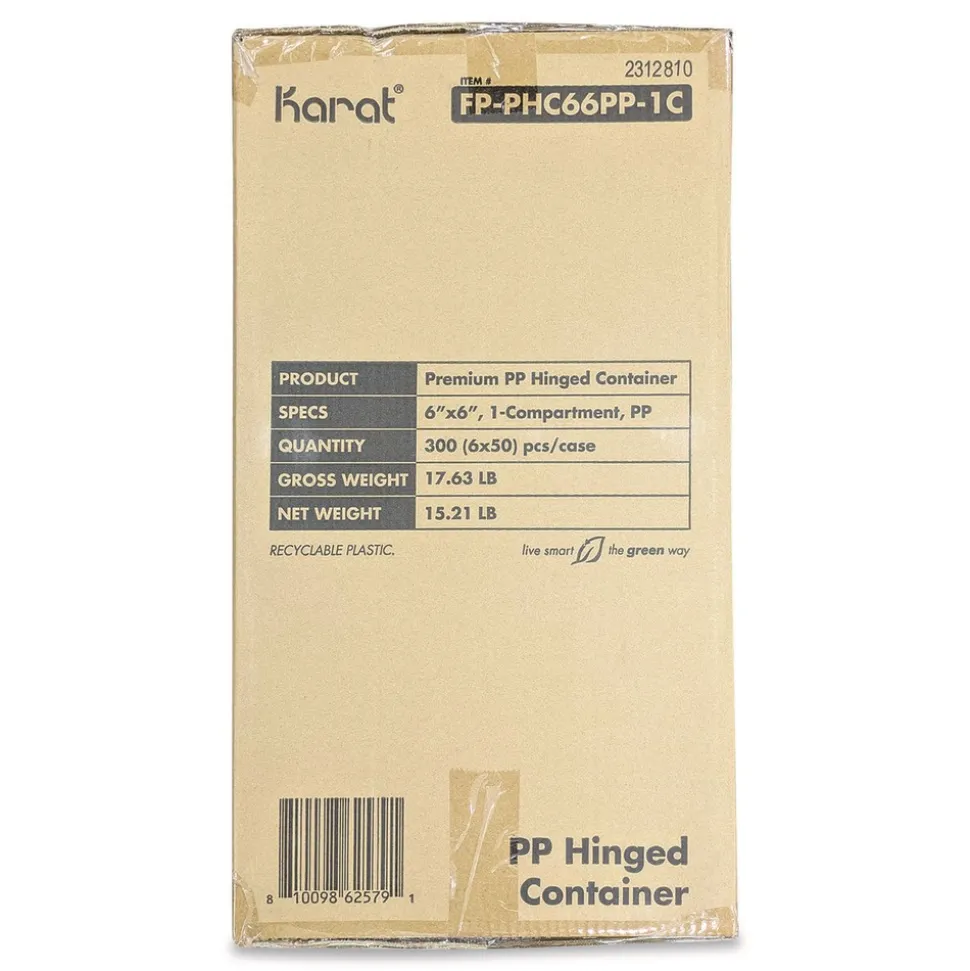 Karat®
2312810
ITEM #
FP-PHC66PP-1C
PRODUCT Premium PP Hinged Container
SPECS 6”x6”, 1-Compartment, PP
QUANTITY 300 (6x50) pcs/case
GROSS WEIGHT 17.63 LB
NET WEIGHT 15.21 LB
RECYCLABLE PLASTIC. live smart the green way
8 10098 62579 1
PP Hinged
Container